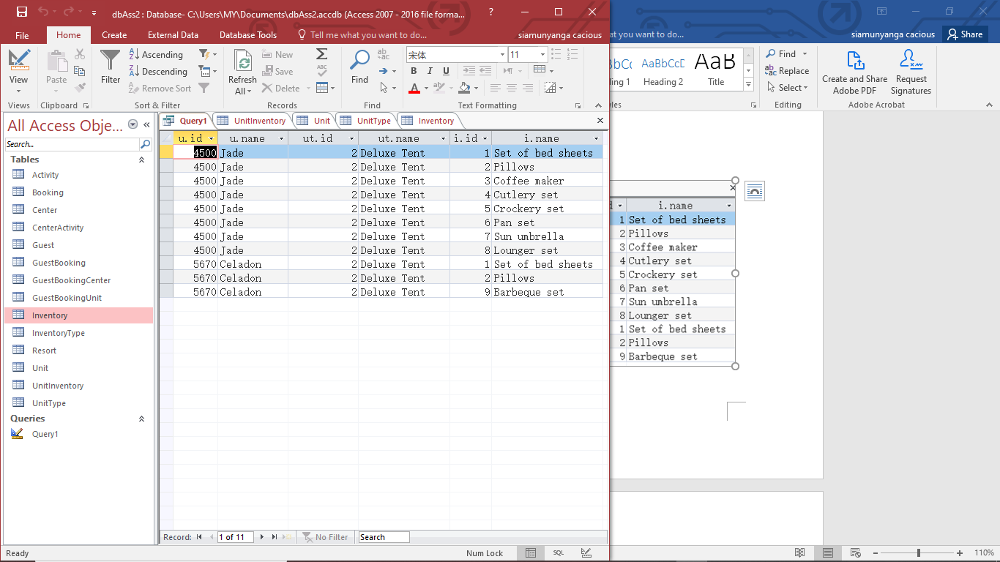 dbAss2 : Database- C:\Users\MY\Documents\dbAss2.accdb (Access 2007 - 2016 file forma...
?
File Home Create External Data Database Tools Tell me what you want to do... siamunyanga cacious
at you want to do... siamunyanga cacious Share
View
Views
Paste
Clipboard
Filter
Ascending
Descending
Remove Sort
Sort & Filter
Refresh
All
New
Save
Delete
Records
Find
Find
宋体 11
B I U
A
Text Formatting
bC AaBbCcD AaB
ing 1 Heading 2 Title
les
Find
Replace
Select
Editing
Create and Share
Adobe PDF
Request
Signatures
Adobe Acrobat
All Access Obje...
Search...
Tables
Activity
Booking
Center
CenterActivity
Guest
GuestBooking
GuestBookingCenter
GuestBookingUnit
Inventory
InventoryType
Resort
Unit
UnitInventory
UnitType
Queries
Query1
Query1 UnitInventory Unit UnitType Inventory
u.id u.name ut.id ut.name i.id i.name
4500 Jade 2 Deluxe Tent 1 Set of bed sheets
4500 Jade 2 Deluxe Tent 2 Pillows
4500 Jade 2 Deluxe Tent 3 Coffee maker
4500 Jade 2 Deluxe Tent 4 Cutlery set
4500 Jade 2 Deluxe Tent 5 Crockery set
4500 Jade 2 Deluxe Tent 6 Pan set
4500 Jade 2 Deluxe Tent 7 Sun umbrella
4500 Jade 2 Deluxe Tent 8 Lounger set
5670 Celadon 2 Deluxe Tent 1 Set of bed sheets
5670 Celadon 2 Deluxe Tent 2 Pillows
5670 Celadon 2 Deluxe Tent 9 Barbeque set
d i.name
1 Set of bed sheets
2 Pillows
3 Coffee maker
4 Cutlery set
5 Crockery set
6 Pan set
7 Sun umbrella
8 Lounger set
1 Set of bed sheets
2 Pillows
9 Barbeque set
Record: 1 of 11 No Filter Search
Ready Num Lock SQL
110%